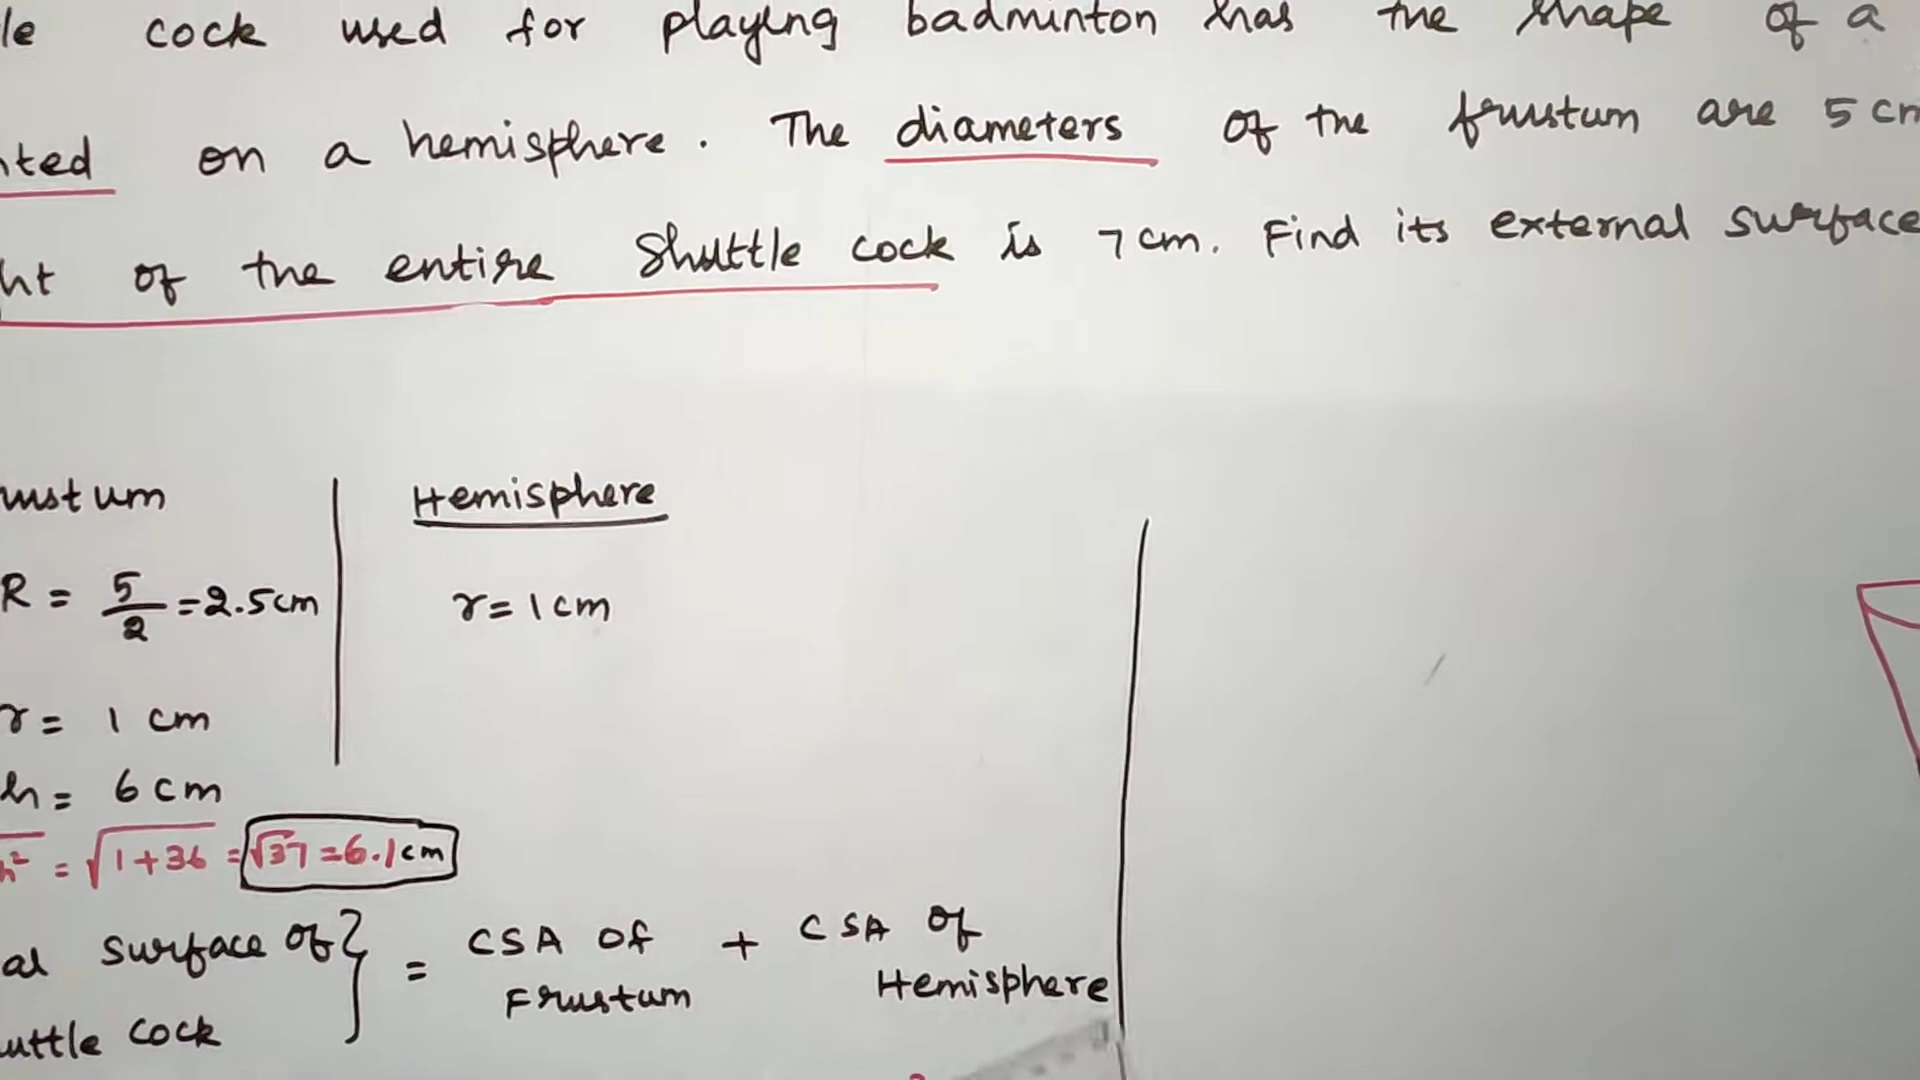 le cock used for playing badminton has the shape of a
nted on a hemisphere. The diameters of the frustum are 5 cm
ht of the entire Shuttle cock is 7 cm. Find its external surface
ustum
Hemisphere
R = 5/2 = 2.5cm
r = 1 cm
r = 1 cm
h = 6 cm
h² = √1+36 = √37 = 6.1cm
al surface of } = CSA of + CSA of
Frustum Hemisphere
uttle cock